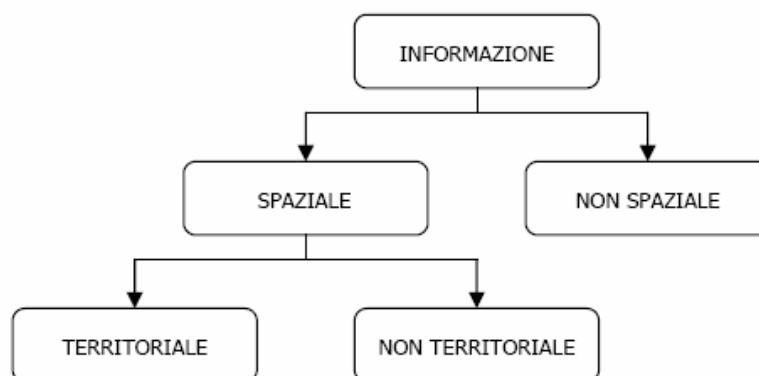 INFORMAZIONE
SPAZIALE
NON SPAZIALE
TERRITORIALE
NON TERRITORIALE